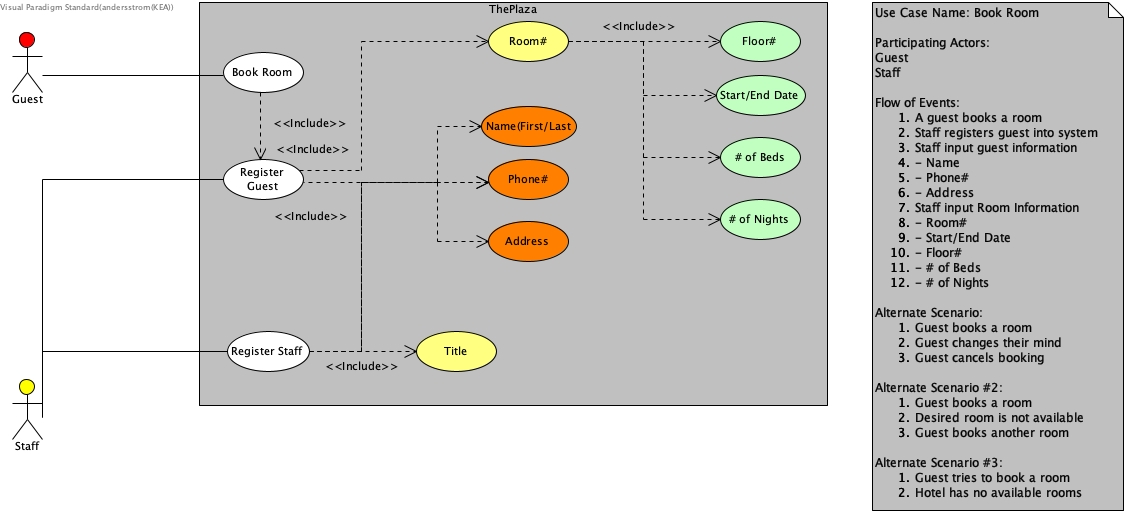 Visual Paradigm Standard(andersstrom(KEA))
ThePlaza
Guest
Book Room
Room#
<<Include>>
Floor#
Start/End Date
<<Include>>
Name(First/Last
<<Include>>
Register
Guest
Phone#
# of Beds
<<Include>>
Address
# of Nights
Register Staff
Title
<<Include>>
Staff
Use Case Name: Book Room
Participating Actors:
Guest
Staff
Flow of Events:
1. A guest books a room
2. Staff registers guest into system
3. Staff input guest information
4. – Name
5. – Phone#
6. – Address
7. Staff input Room Information
8. – Room#
9. – Start/End Date
10. – Floor#
11. – # of Beds
12. – # of Nights
Alternate Scenario:
1. Guest books a room
2. Guest changes their mind
3. Guest cancels booking
Alternate Scenario #2:
1. Guest books a room
2. Desired room is not available
3. Guest books another room
Alternate Scenario #3:
1. Guest tries to book a room
2. Hotel has no available rooms